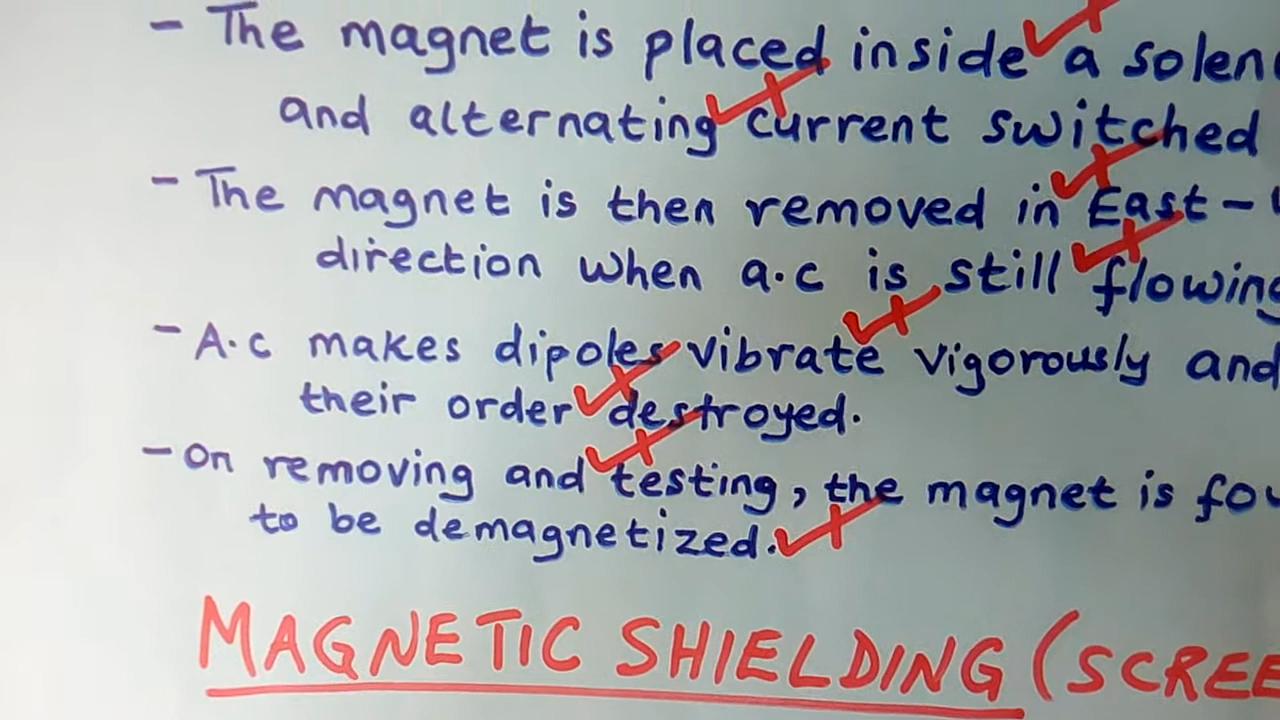 - The magnet is placed inside a solen
and alternating current switched
- The magnet is then removed in East -
direction when a.c is still flowing
- A.c makes dipoles vibrate vigorously and
their order destroyed.
- On removing and testing, the magnet is fou
to be demagnetized.
MAGNETIC SHIELDING (SCREE